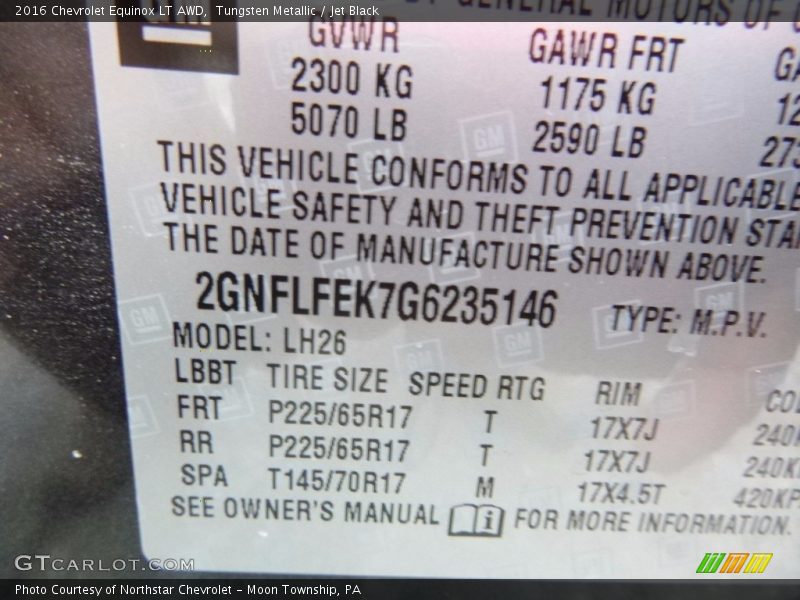 2016 Chevrolet Equinox LT AWD, Tungsten Metallic / Jet Black
GENERAL MOTORS OF
GM
GVWR GAWR FRT
2300 KG 1175 KG
5070 LB 2590 LB
THIS VEHICLE CONFORMS TO ALL APPLICABLE
VEHICLE SAFETY AND THEFT PREVENTION
THE DATE OF MANUFACTURE SHOWN ABOVE.
2GNFLFEK7G6235146 TYPE: M.P.V.
MODEL: LH26
LBBT TIRE SIZE SPEED RTG RIM
FRT P225/65R17 T 17X7J
RR P225/65R17 T 17X7J
SPA T145/70R17 M 17X4.5T 420KP
SEE OWNER'S MANUAL FOR MORE INFORMATION.
GTCARLOT.COM
Photo Courtesy of Northstar Chevrolet - Moon Township, PA